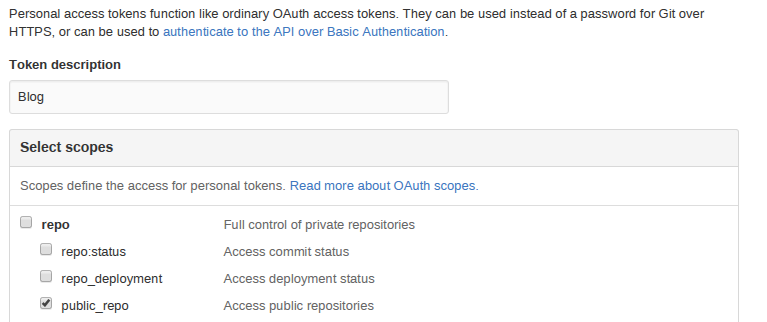 Personal access tokens function like ordinary OAuth access tokens. They can be used instead of a password for Git over
HTTPS, or can be used to authenticate to the API over Basic Authentication.
Token description
Blog
Select scopes
Scopes define the access for personal tokens. Read more about OAuth scopes.
repo Full control of private repositories
repo:status Access commit status
repo_deployment Access deployment status
public_repo Access public repositories